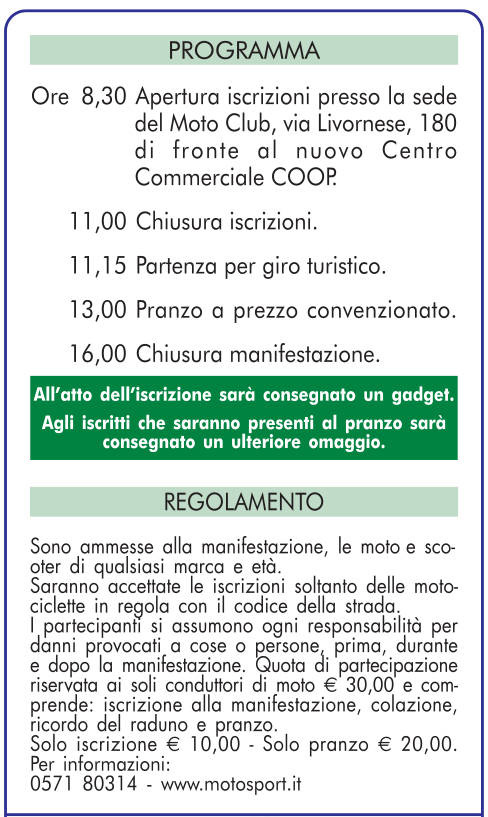 PROGRAMMA
Ore 8,30 Apertura iscrizioni presso la sede
del Moto Club, via Livornese, 180
di fronte al nuovo Centro
Commerciale COOP.
11,00 Chiusura iscrizioni.
11,15 Partenza per giro turistico.
13,00 Pranzo a prezzo convenzionato.
16,00 Chiusura manifestazione.
All'atto dell'iscrizione sarà consegnato un gadget.
Agli iscritti che saranno presenti al pranzo sarà
consegnato un ulteriore omaggio.
REGOLAMENTO
Sono ammesse alla manifestazione, le moto e sco-
oter di qualsiasi marca e età.
Saranno accettate le iscrizioni soltanto delle moto-
ciclette in regola con il codice della strada.
I partecipanti si assumono ogni responsabilità per
danni provocati a cose o persone, prima, durante
e dopo la manifestazione. Quota di partecipazione
riservata ai soli conduttori di moto € 30,00 e com-
prende: iscrizione alla manifestazione, colazione,
ricordo del raduno e pranzo.
Solo iscrizione € 10,00 - Solo pranzo € 20,00.
Per informazioni:
0571 80314 - www.motosport.it